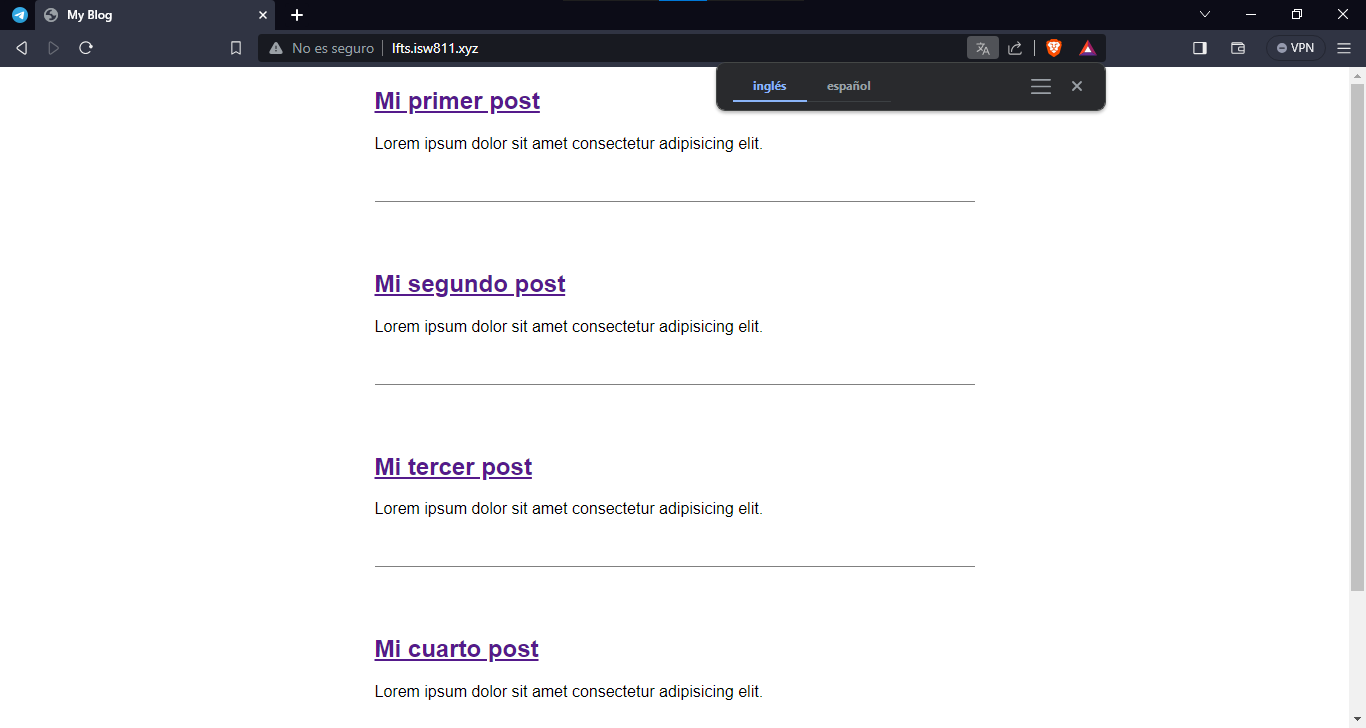 My Blog
No es seguro
lfts.isw811.xyz
VPN
inglés
español
Mi primer post
Lorem ipsum dolor sit amet consectetur adipisicing elit.
Mi segundo post
Lorem ipsum dolor sit amet consectetur adipisicing elit.
Mi tercer post
Lorem ipsum dolor sit amet consectetur adipisicing elit.
Mi cuarto post
Lorem ipsum dolor sit amet consectetur adipisicing elit.